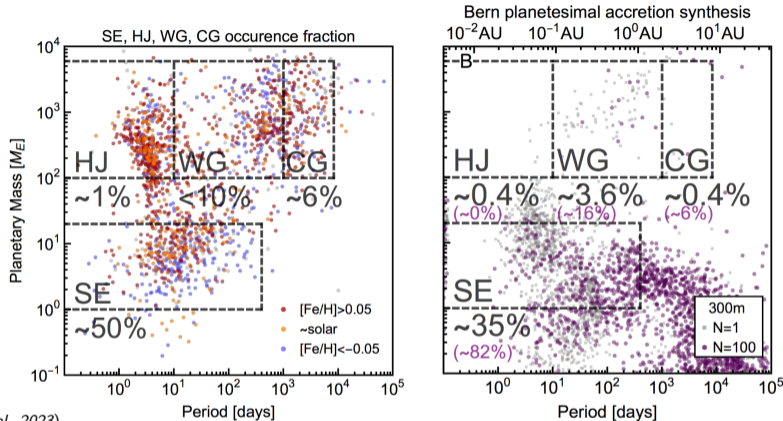 SE, HJ, WG, CG occurence fraction
10⁴
10³
10²
10¹
10⁰
10⁻¹
Planetary Mass [M_E]
HJ
WG
CG
~1%
<10%
~6%
SE
~50%
[Fe/H]>0.05
~solar
[Fe/H]<-0.05
10⁰ 10¹ 10² 10³ 10⁴ 10⁵
Period [days]
2023)
Bern planetesimal accretion synthesis
10⁻²AU 10⁻¹AU 10⁰AU 10¹AU
B
HJ
WG
CG
~0.4% ~3.6% ~0.4%
(~0%) (~16%) (~6%)
SE
~35%
(~82%)
300m
N=1
N=100
10⁰ 10¹ 10² 10³ 10⁴ 10⁵
Period [days]